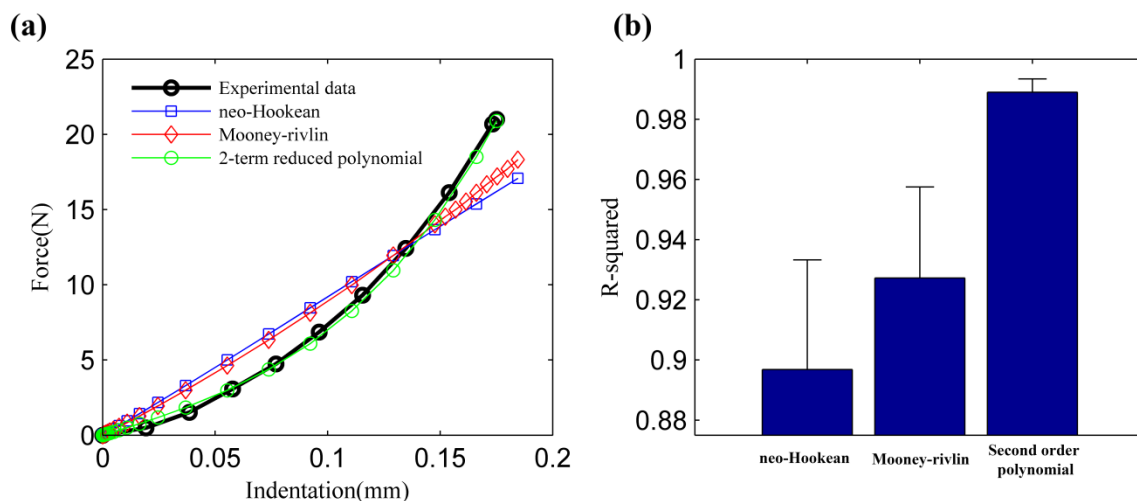 (a)
25
20
15
10
5
0
Force(N)
Experimental data
neo-Hookean
Mooney-rivlin
2-term reduced polynomial
0
0.05
0.1
0.15
0.2
Indentation(mm)
(b)
1
0.98
0.96
0.94
0.92
0.9
0.88
R-squared
neo-Hookean
Mooney-rivlin
Second order
polynomial